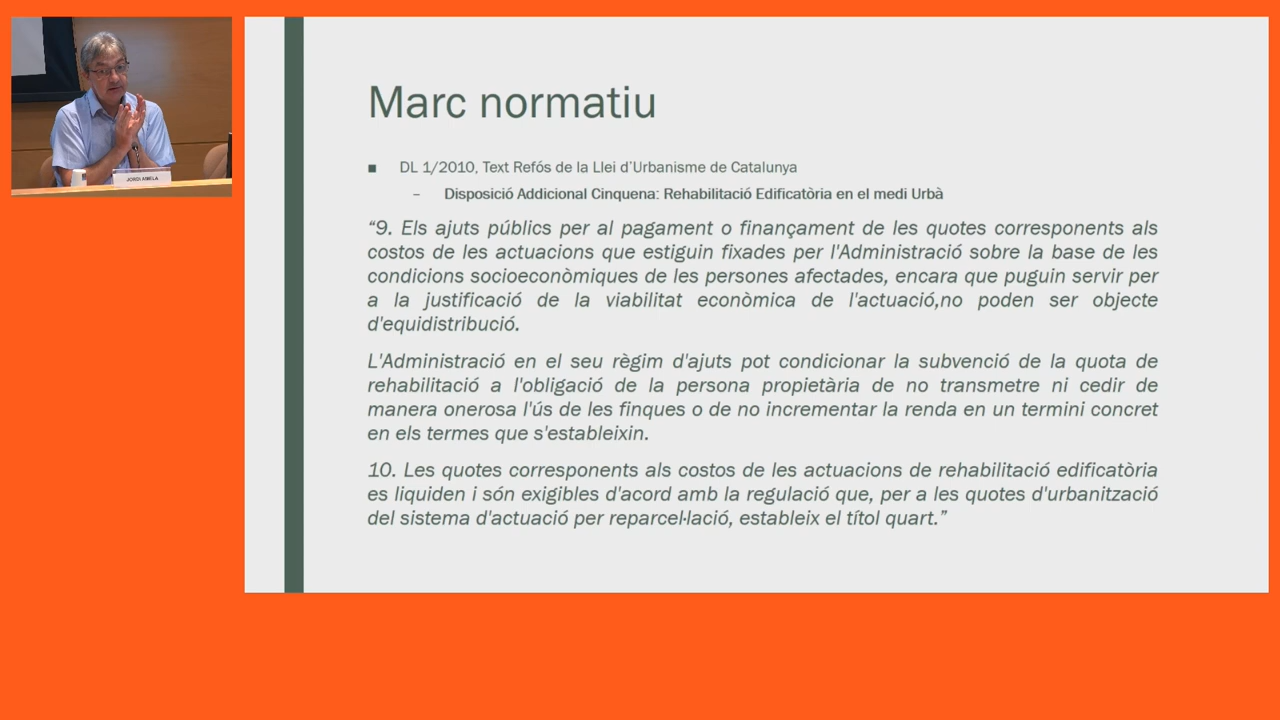 Marc normatiu
■ DL 1/2010, Text Refós de la Llei d'Urbanisme de Catalunya
– Disposició Addicional Cinquena: Rehabilitació Edificatòria en el medi Urbà
“9. Els ajuts públics per al pagament o finançament de les quotes corresponents als
costos de les actuacions que estiguin fixades per l'Administració sobre la base de les
condicions socioeconòmiques de les persones afectades, encara que puguin servir per
a la justificació de la viabilitat econòmica de l'actuació,no poden ser objecte
d'equidistribució.
L'Administració en el seu règim d'ajuts pot condicionar la subvenció de la quota de
rehabilitació a l'obligació de la persona propietària de no transmetre ni cedir de
manera onerosa l'ús de les finques o de no incrementar la renda en un termini concret
en els termes que s'estableixin.
10. Les quotes corresponents als costos de les actuacions de rehabilitació edificatòria
es liquiden i són exigibles d'acord amb la regulació que, per a les quotes d'urbanització
del sistema d'actuació per reparcel·lació, estableix el títol quart.”
JORDI